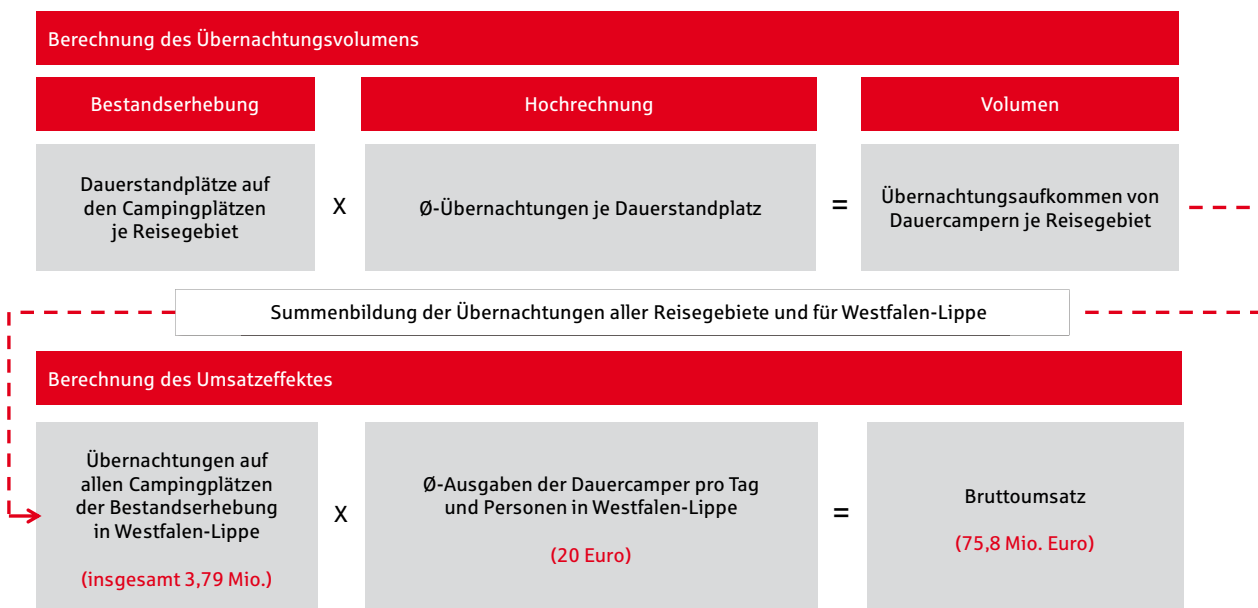 Berechnung des Übernachtungsvolumens
Bestandserhebung
Hochrechnung
Volumen
Dauerstandplätze auf
den Campingplätzen
je Reisegebiet
X
Ø-Übernachtungen je Dauerstandplatz
=
Übernachtungsaufkommen von
Dauercampern je Reisegebiet
Summenbildung der Übernachtungen aller Reisegebiete und für Westfalen-Lippe
Berechnung des Umsatzeffektes
Übernachtungen auf
allen Campingplätzen
der Bestandserhebung
in Westfalen-Lippe
(insgesamt 3,79 Mio.)
X
Ø-Ausgaben der Dauercamper pro Tag
und Personen in Westfalen-Lippe
(20 Euro)
=
Bruttoumsatz
(75,8 Mio. Euro)